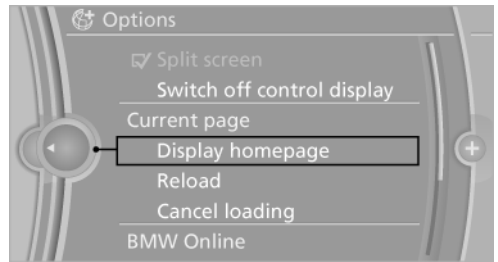 Options
Split screen
Switch off control display
Current page
Display homepage
Reload
Cancel loading
BMW Online